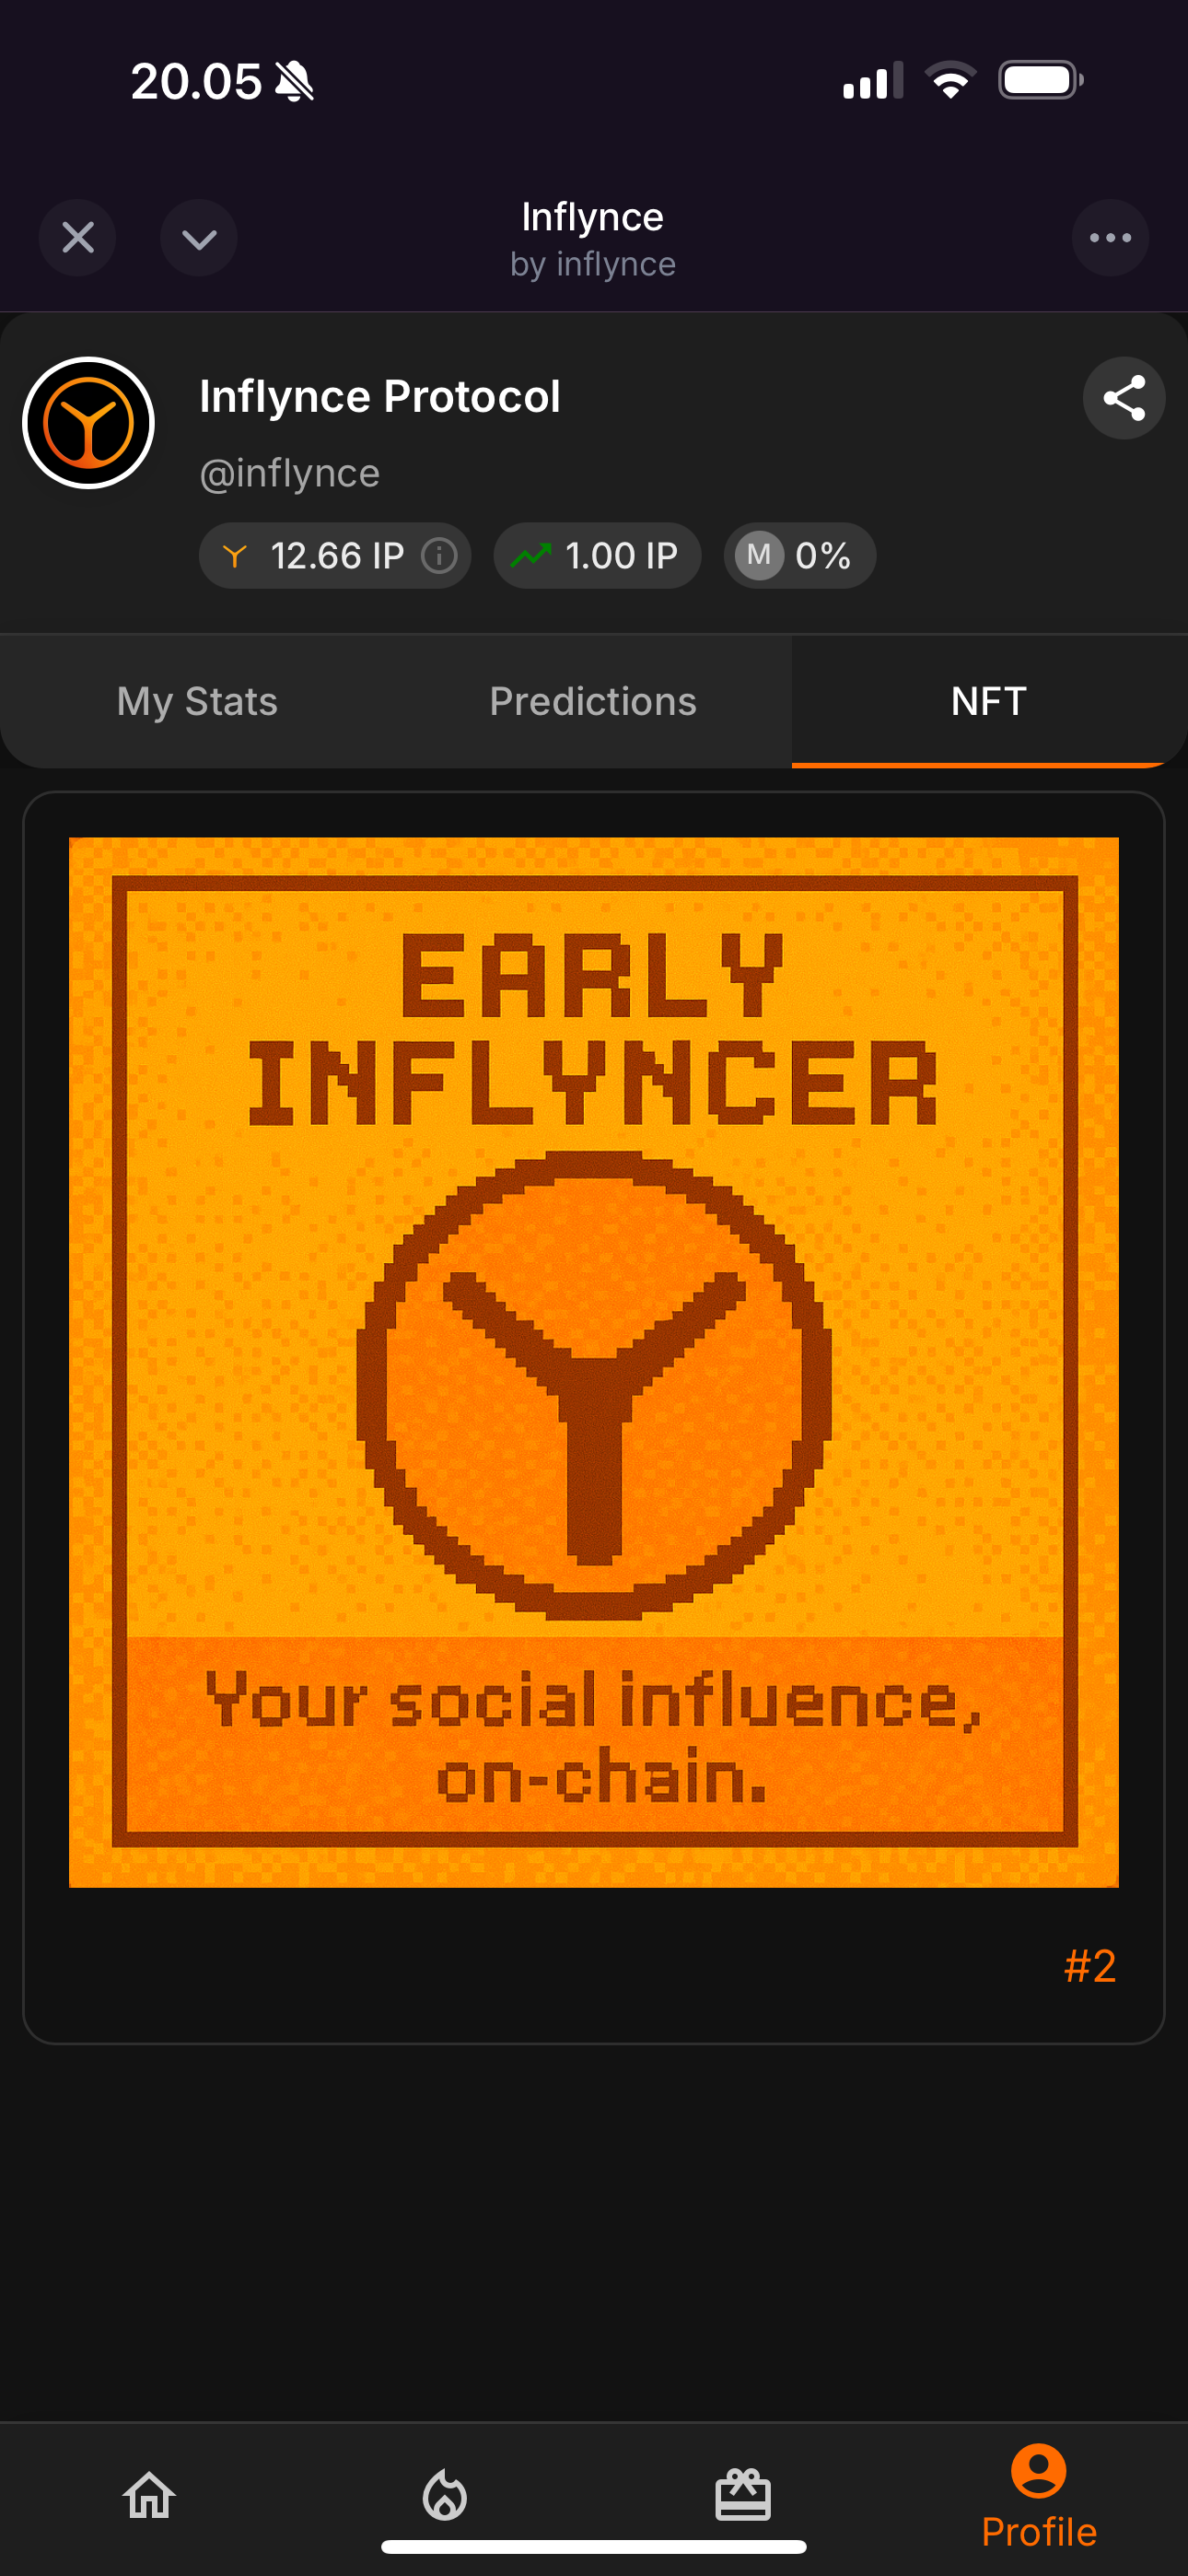 20.05
Inflynce
by inflynce
Inflynce Protocol
@inflynce
12.66 IP
1.00 IP
M 0%
My Stats
Predictions
NFT
EARLY
INFLYNCER
Your social influence,
on-chain.
#2
Profile